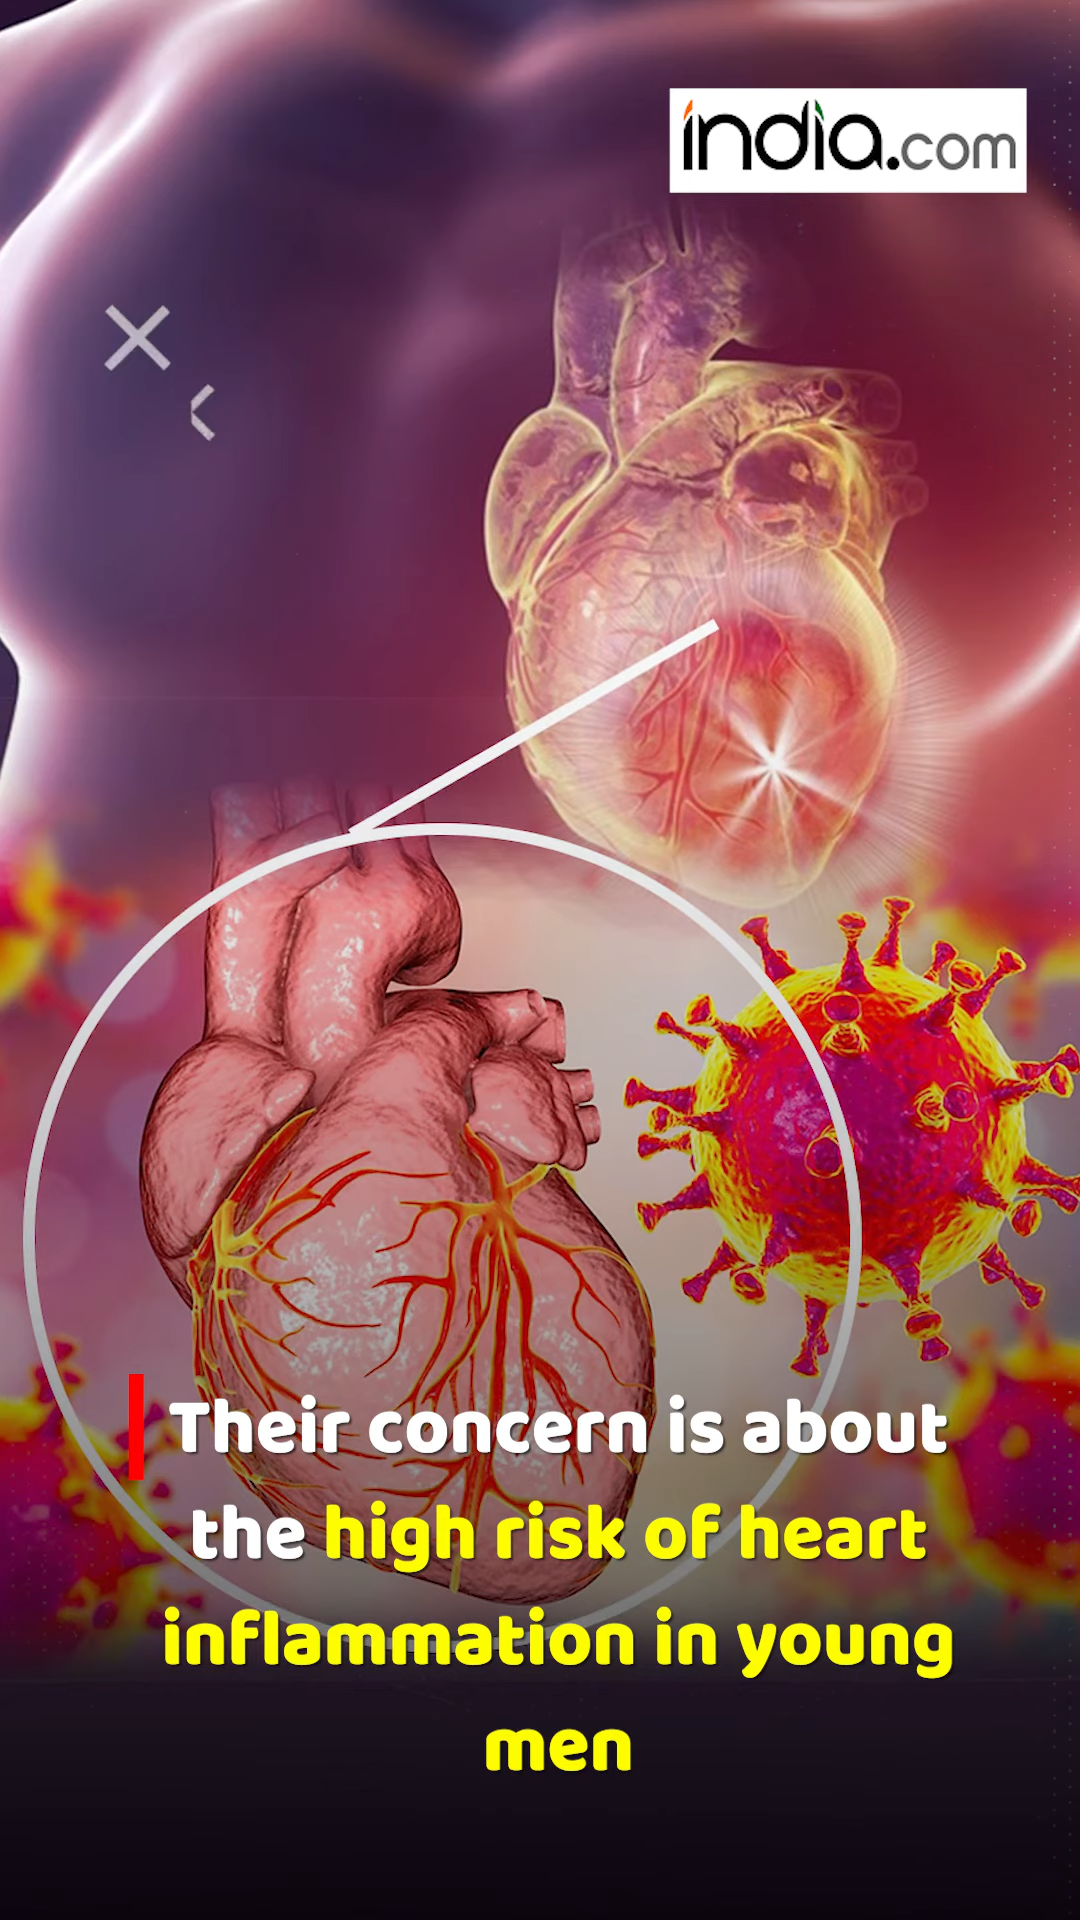 india.com
Their concern is about
the high risk of heart
inflammation in young
men